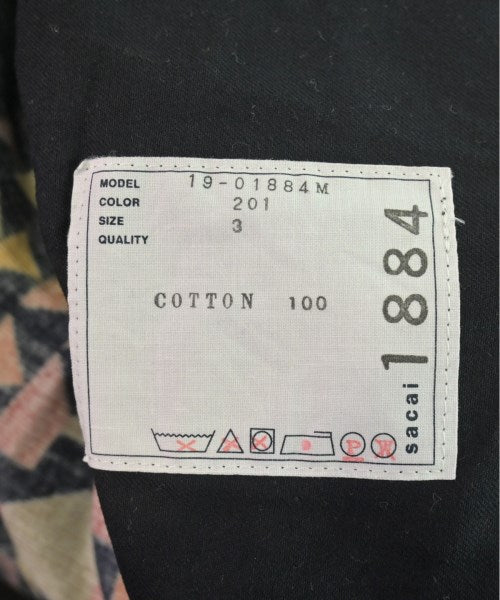 MODEL 19-01884M
COLOR 201
SIZE 3
QUALITY
COTTON 100
P W
sacai 1884